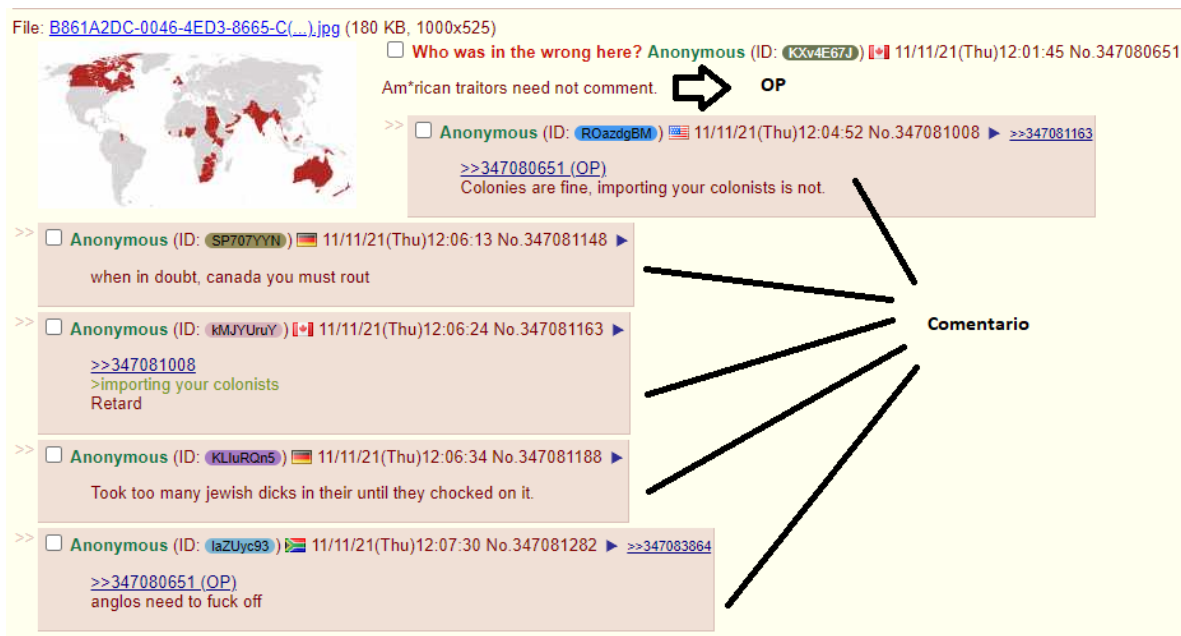 File: B861A2DC-0046-4ED3-8665-C(...).jpg (180 KB, 1000x525)
Who was in the wrong here? Anonymous (ID: KXv4E67J) 11/11/21(Thu)12:01:45 No.347080651
Am*rican traitors need not comment.
OP
>> Anonymous (ID: ROazdgBM) 11/11/21(Thu)12:04:52 No.347081008 ▶ >>347081163
>>347080651 (OP)
Colonies are fine, importing your colonists is not.
>> Anonymous (ID: SP707YYN) 11/11/21(Thu)12:06:13 No.347081148 ▶
when in doubt, canada you must rout
>> Anonymous (ID: kMJYUruY) 11/11/21(Thu)12:06:24 No.347081163 ▶
>>347081008
>importing your colonists
Retard
Comentario
>> Anonymous (ID: KLIuRQn5) 11/11/21(Thu)12:06:34 No.347081188 ▶
Took too many jewish dicks in their until they chocked on it.
>> Anonymous (ID: IaZUyc93) 11/11/21(Thu)12:07:30 No.347081282 ▶ >>347083864
>>347080651 (OP)
anglos need to fuck off